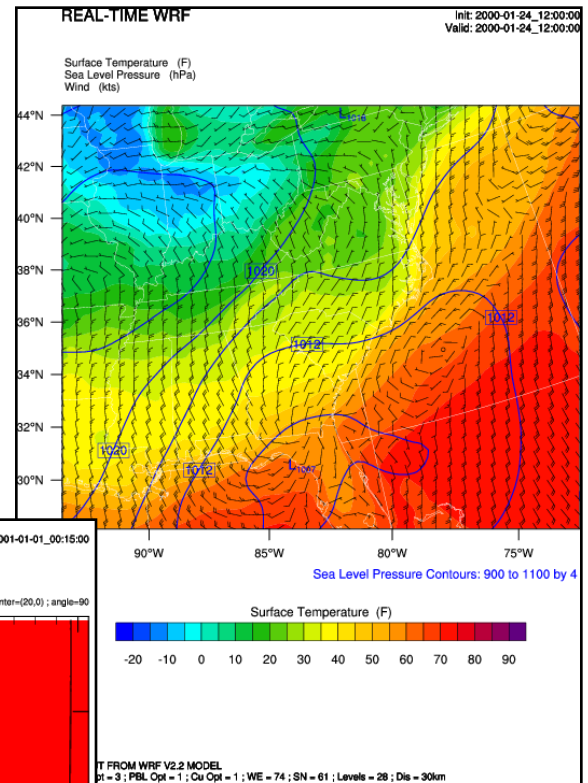 REAL-TIME WRF
Init: 2000-01-24_12:00:00
Valid: 2000-01-24_12:00:00
Surface Temperature (F)
Sea Level Pressure (hPa)
Wind (kts)
44°N
42°N
40°N
38°N
36°N
34°N
32°N
30°N
L1016
1020
1012
1012
1020
1012
L1007
90°W 85°W 80°W 75°W
Sea Level Pressure Contours: 900 to 1100 by 4
Surface Temperature (F)
-20 -10 0 10 20 30 40 50 60 70 80 90
001-01-01_00:15:00
nter=(20,0) ; angle=90
T FROM WRF V2.2 MODEL
pt = 3 ; PBL Opt = 1 ; Cu Opt = 1 ; WE = 74 ; SN = 61 ; Levels = 28 ; Dis = 30km